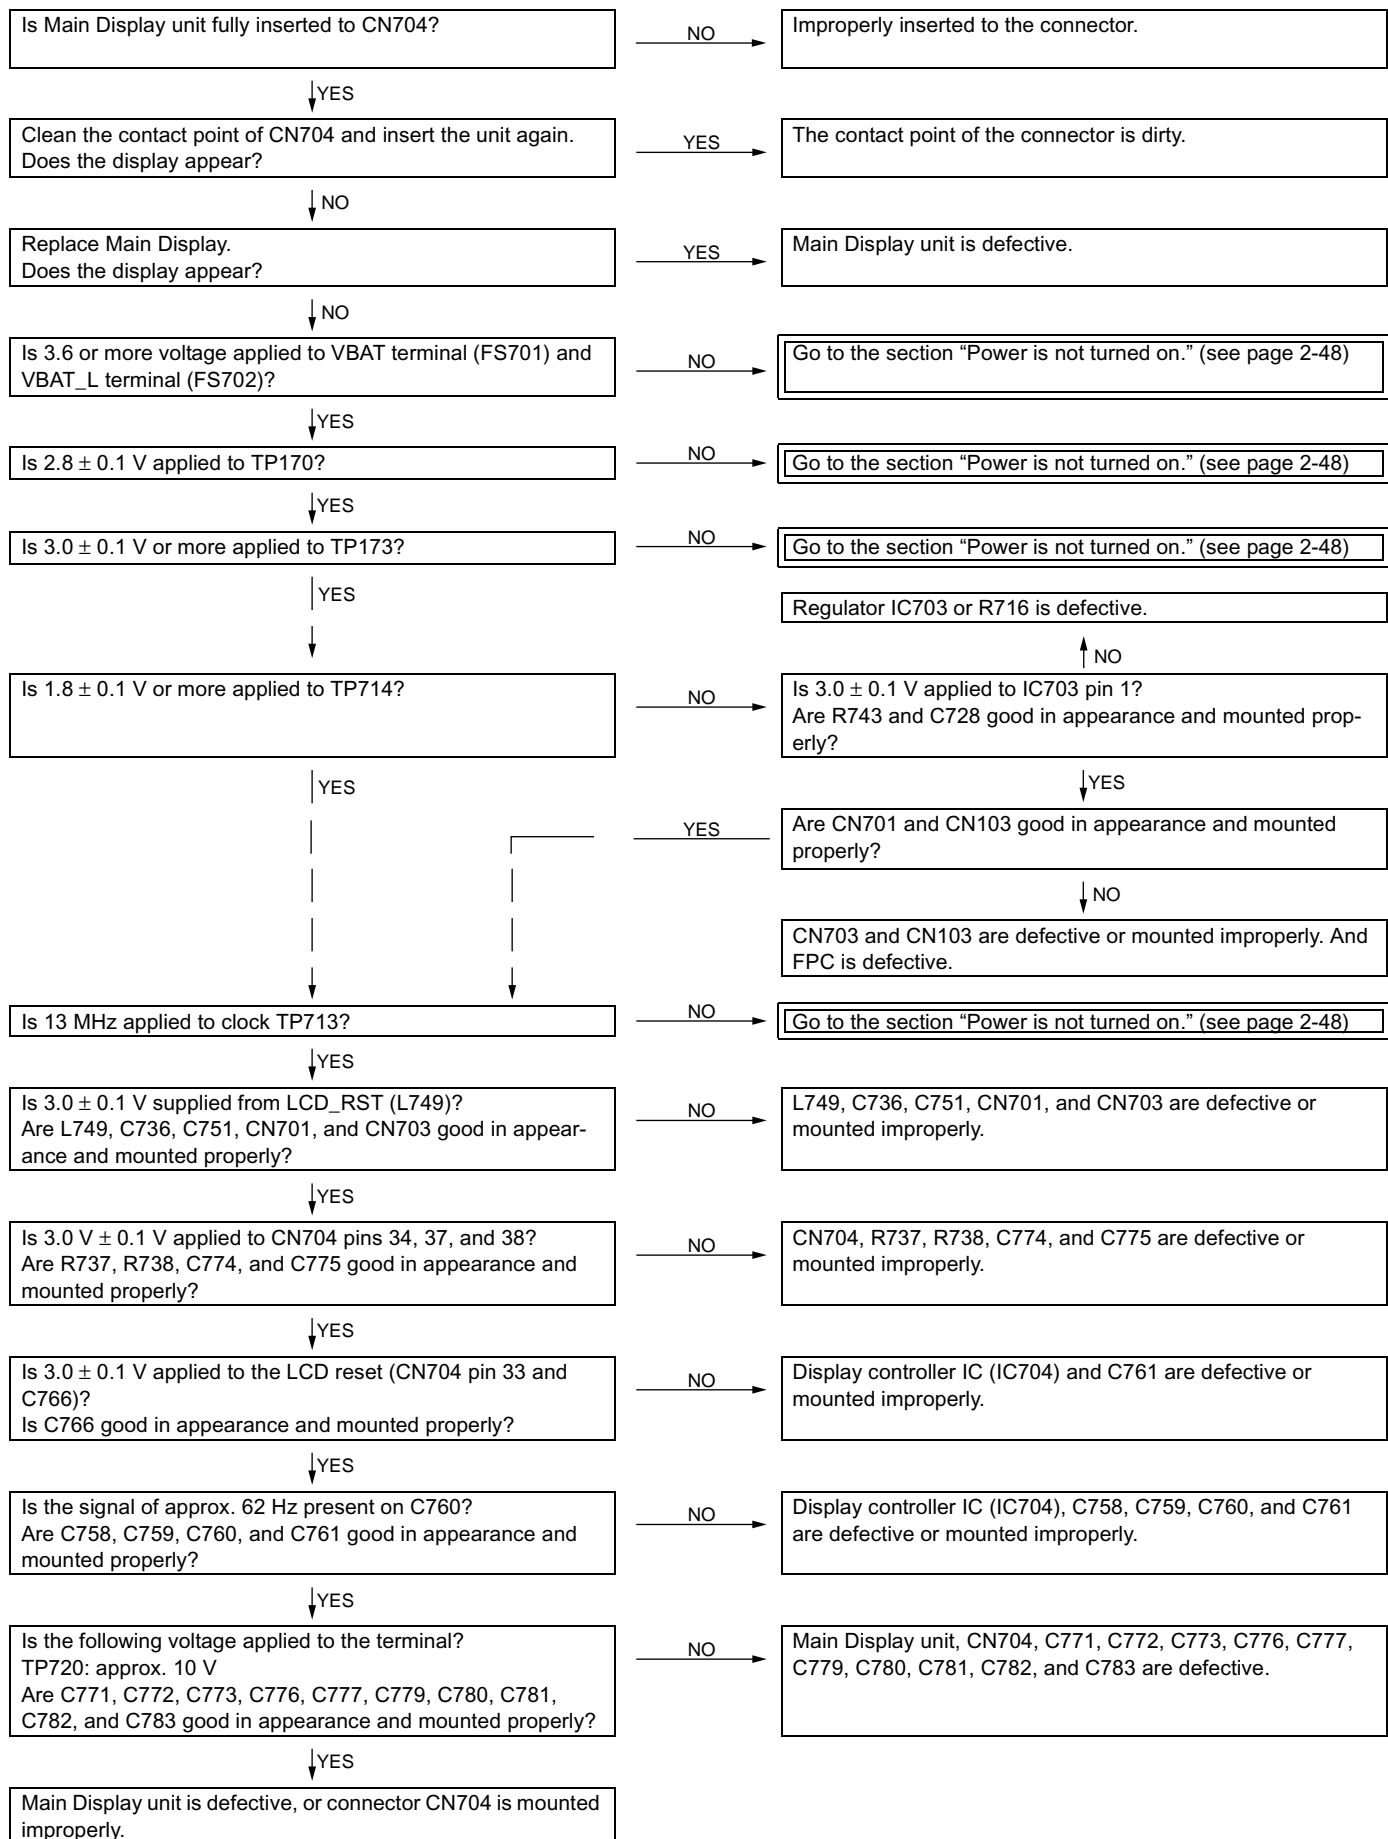 Is Main Display unit fully inserted to CN704?
NO
Improperly inserted to the connector.
YES
Clean the contact point of CN704 and insert the unit again.
Does the display appear?
YES
The contact point of the connector is dirty.
NO
Replace Main Display.
Does the display appear?
YES
Main Display unit is defective.
NO
Is 3.6 or more voltage applied to VBAT terminal (FS701) and
VBAT_L terminal (FS702)?
NO
Go to the section “Power is not turned on.” (see page 2-48)
YES
Is 2.8 ± 0.1 V applied to TP170?
NO
Go to the section “Power is not turned on.” (see page 2-48)
YES
Is 3.0 ± 0.1 V or more applied to TP173?
NO
Go to the section “Power is not turned on.” (see page 2-48)
YES
Regulator IC703 or R716 is defective.
NO
Is 1.8 ± 0.1 V or more applied to TP714?
NO
Is 3.0 ± 0.1 V applied to IC703 pin 1?
Are R743 and C728 good in appearance and mounted prop-
erly?
YES
YES
Are CN701 and CN103 good in appearance and mounted
properly?
YES
NO
CN703 and CN103 are defective or mounted improperly. And
FPC is defective.
Is 13 MHz applied to clock TP713?
NO
Go to the section “Power is not turned on.” (see page 2-48)
YES
Is 3.0 ± 0.1 V supplied from LCD_RST (L749)?
Are L749, C736, C751, CN701, and CN703 good in appear-
ance and mounted properly?
NO
L749, C736, C751, CN701, and CN703 are defective or
mounted improperly.
YES
Is 3.0 V ± 0.1 V applied to CN704 pins 34, 37, and 38?
Are R737, R738, C774, and C775 good in appearance and
mounted properly?
NO
CN704, R737, R738, C774, and C775 are defective or
mounted improperly.
YES
Is 3.0 ± 0.1 V applied to the LCD reset (CN704 pin 33 and
C766)?
Is C766 good in appearance and mounted properly?
NO
Display controller IC (IC704) and C761 are defective or
mounted improperly.
YES
Is the signal of approx. 62 Hz present on C760?
Are C758, C759, C760, and C761 good in appearance and
mounted properly?
NO
Display controller IC (IC704), C758, C759, C760, and C761
are defective or mounted improperly.
YES
Is the following voltage applied to the terminal?
TP720: approx. 10 V
Are C771, C772, C773, C776, C777, C779, C780, C781,
C782, and C783 good in appearance and mounted properly?
NO
Main Display unit, CN704, C771, C772, C773, C776, C777,
C779, C780, C781, C782, and C783 are defective.
YES
Main Display unit is defective, or connector CN704 is mounted
improperly.